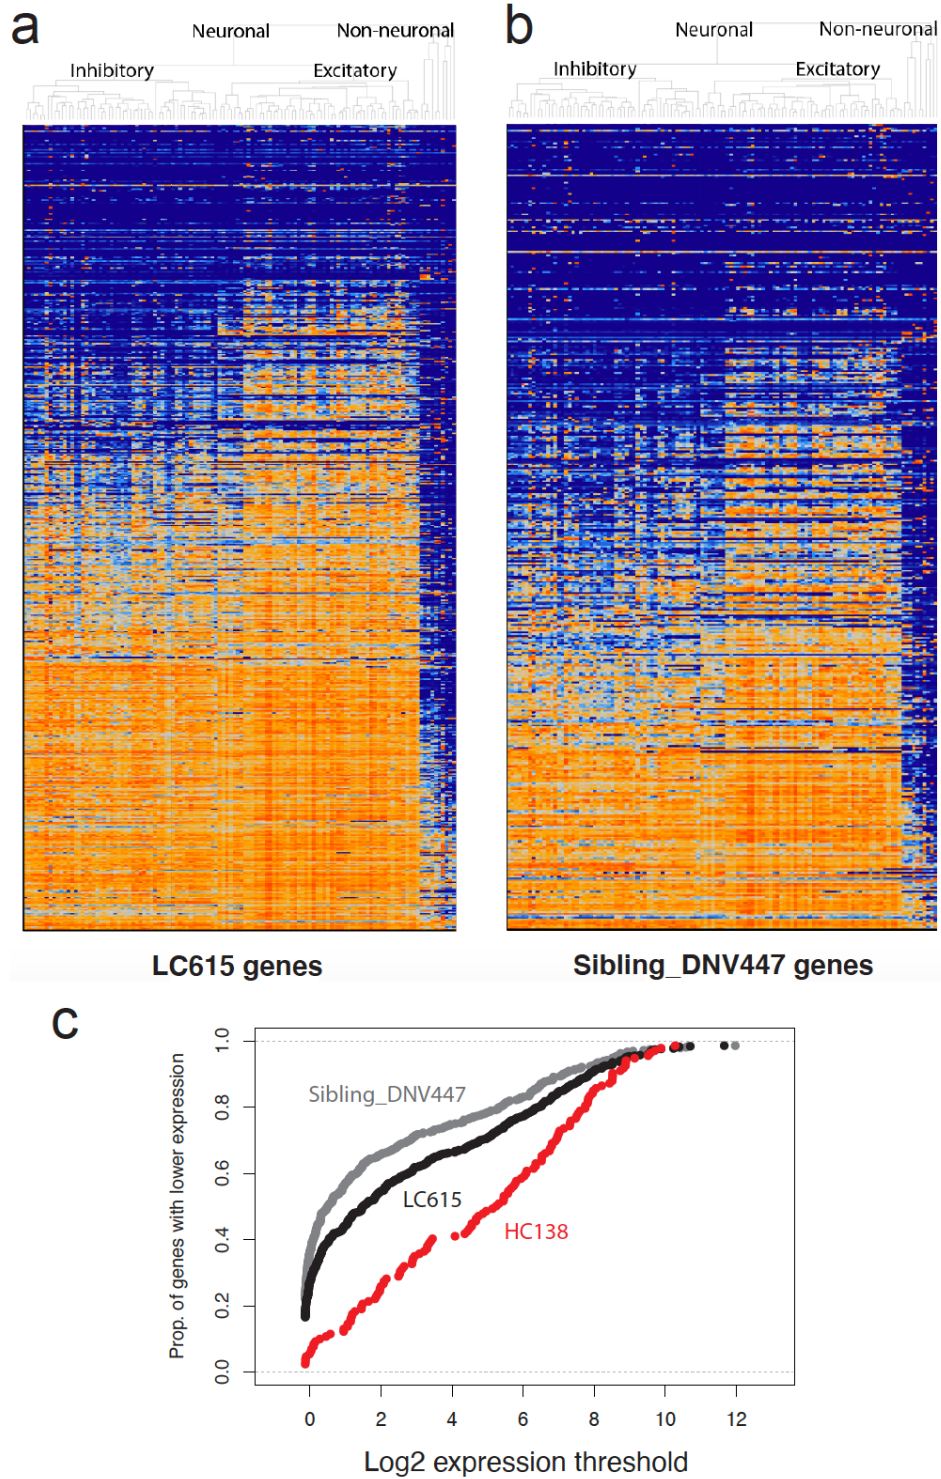 a
Neuronal
Non-neuronal
Inhibitory
Excitatory
LC615 genes
b
Neuronal
Non-neuronal
Inhibitory
Excitatory
Sibling_DNV447 genes
c
Prop. of genes with lower expression
1.0
0.8
0.6
0.4
0.2
0.0
Sibling_DNV447
LC615
HC138
0 2 4 6 8 10 12
Log2 expression threshold